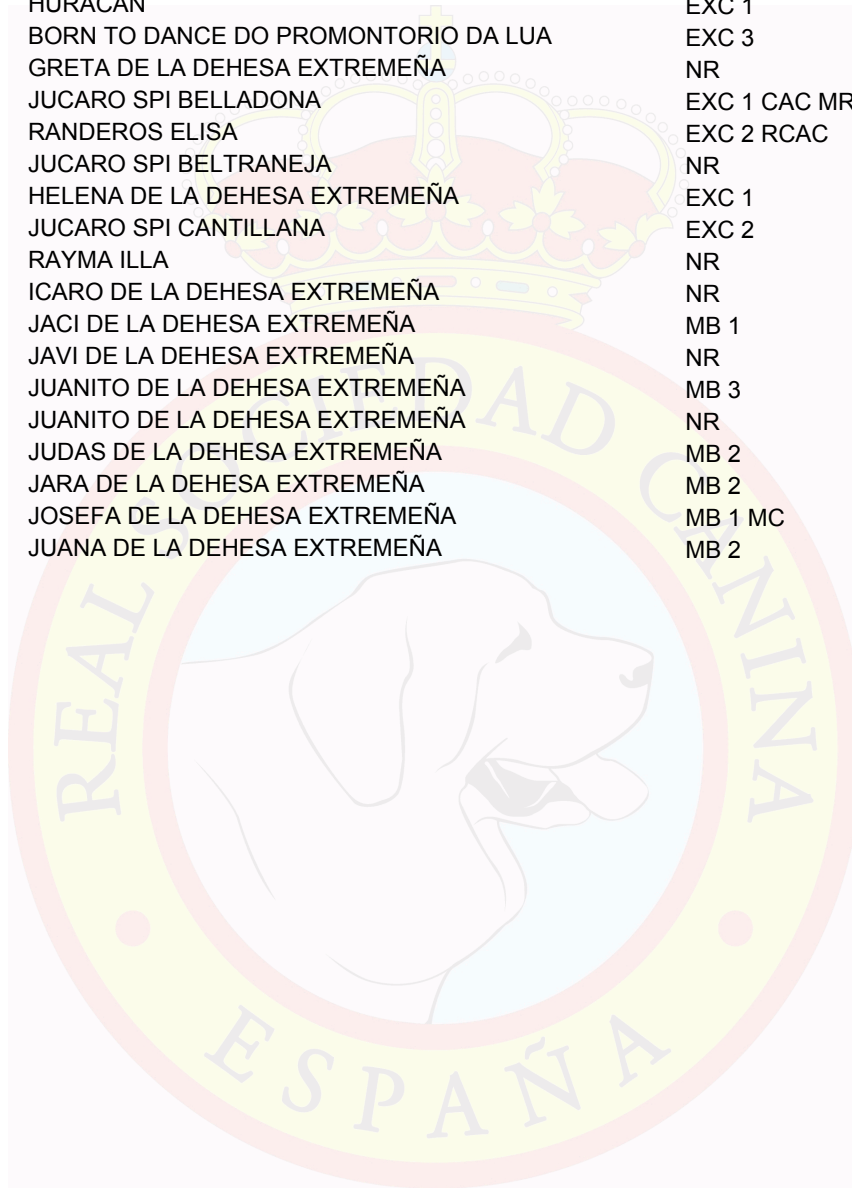 HURACAN EXC 1
BORN TO DANCE DO PROMONTORIO DA LUA EXC 3
GRETA DE LA DEHESA EXTREMEÑA NR
JUCARO SPI BELLADONA EXC 1 CAC MR
RANDEROS ELISA EXC 2 RCAC
JUCARO SPI BELTRANEJA NR
HELENA DE LA DEHESA EXTREMEÑA EXC 1
JUCARO SPI CANTILLANA EXC 2
RAYMA ILLA NR
ICARO DE LA DEHESA EXTREMEÑA NR
JACI DE LA DEHESA EXTREMEÑA MB 1
JAVI DE LA DEHESA EXTREMEÑA NR
JUANITO DE LA DEHESA EXTREMEÑA MB 3
JUANITO DE LA DEHESA EXTREMEÑA NR
JUDAS DE LA DEHESA EXTREMEÑA MB 2
JARA DE LA DEHESA EXTREMEÑA MB 2
JOSEFA DE LA DEHESA EXTREMEÑA MB 1 MC
JUANA DE LA DEHESA EXTREMEÑA MB 2
REAL SOCIEDAD CANINA
ESPAÑA